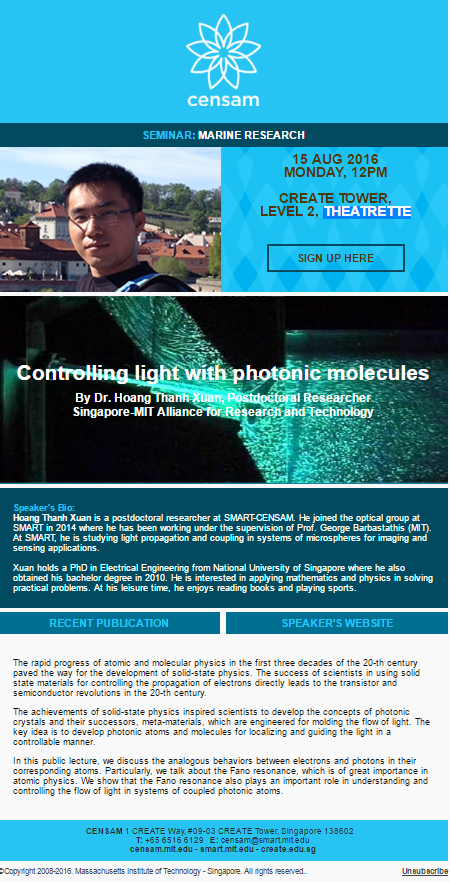 censam
SEMINAR: MARINE RESEARCH
15 AUG 2016
MONDAY, 12PM
CREATE TOWER,
LEVEL 2, THEATRETTE
SIGN UP HERE
Controlling light with photonic molecules
By Dr. Hoang Thanh Xuan, Postdoctoral Researcher
Singapore-MIT Alliance for Research and Technology
Speaker's Bio:
Hoang Thanh Xuan is a postdoctoral researcher at SMART-CENSAM. He joined the optical group at
SMART in 2014 where he has been working under the supervision of Prof. George Barbastathis (MIT).
At SMART, he is studying light propagation and coupling in systems of microspheres for imaging and
sensing applications.
Xuan holds a PhD in Electrical Engineering from National University of Singapore where he also
obtained his bachelor degree in 2010. He is interested in applying mathematics and physics in solving
practical problems. At his leisure time, he enjoys reading books and playing sports.
RECENT PUBLICATION
SPEAKER'S WEBSITE
The rapid progress of atomic and molecular physics in the first three decades of the 20-th century
paved the way for the development of solid-state physics. The success of scientists in using solid
state materials for controlling the propagation of electrons directly leads to the transistor and
semiconductor revolutions in the 20-th century.
The achievements of solid-state physics inspired scientists to develop the concepts of photonic
crystals and their successors, meta-materials, which are engineered for molding the flow of light. The
key idea is to develop photonic atoms and molecules for localizing and guiding the light in a
controllable manner.
In this public lecture, we discuss the analogous behaviors between electrons and photons in their
corresponding atoms. Particularly, we talk about the Fano resonance, which is of great importance in
atomic physics. We show that the Fano resonance also plays an important role in understanding and
controlling the flow of light in systems of coupled photonic atoms.
CENSAM 1 CREATE Way, #09-03 CREATE Tower, Singapore 138602
T: +65 6516 6129 E: censam@smart.mit.edu
censam.mit.edu - smart.mit.edu - create.edu.sg
©Copyright 2008-2016. Massachusetts Institute of Technology - Singapore. All rights reserved..
Unsubscribe